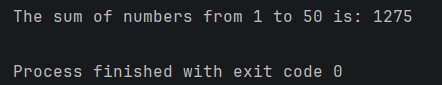 The sum of numbers from 1 to 50 is: 1275
Process finished with exit code 0